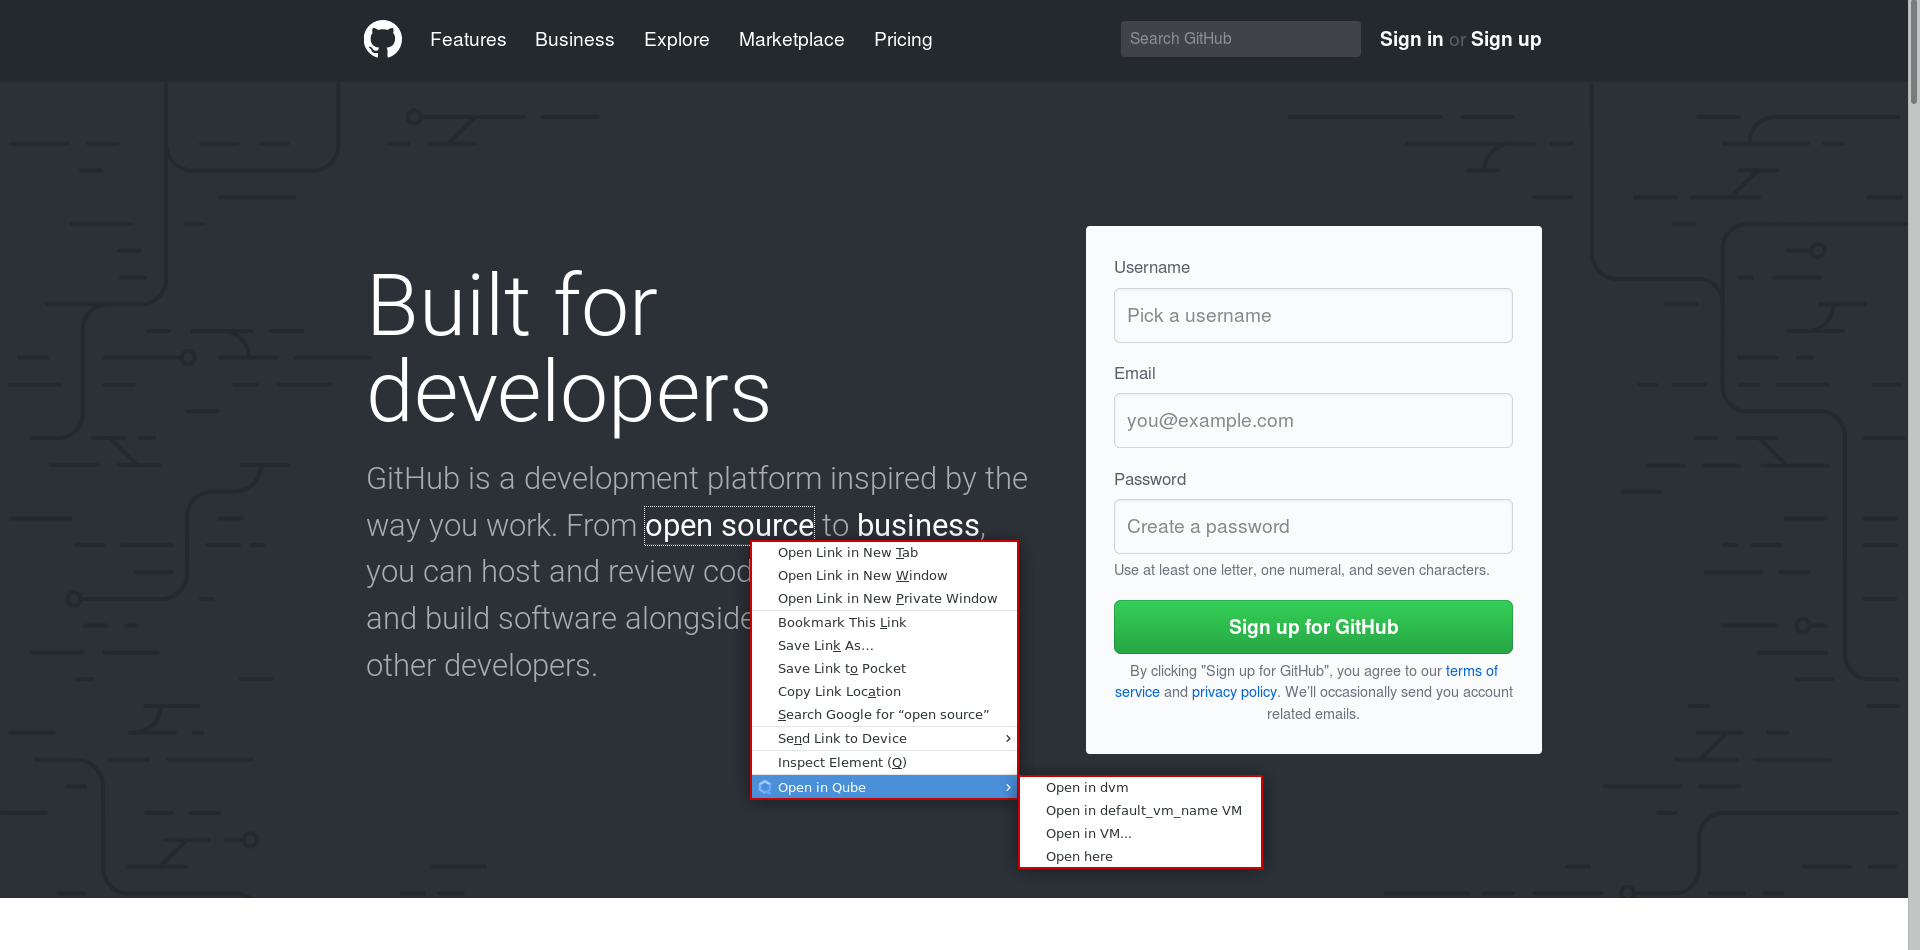 Features Business Explore Marketplace Pricing Search GitHub Sign in or Sign up
Built for
developers
GitHub is a development platform inspired by the
way you work. From open source to business,
you can host and review cod
and build software alongside
other developers.
Username
Pick a username
Email
you@example.com
Password
Create a password
Use at least one letter, one numeral, and seven characters.
Sign up for GitHub
By clicking "Sign up for GitHub", you agree to our terms of
service and privacy policy. We'll occasionally send you account
related emails.
Open Link in New Tab
Open Link in New Window
Open Link in New Private Window
Bookmark This Link
Save Link As...
Save Link to Pocket
Copy Link Location
Search Google for “open source”
Send Link to Device
Inspect Element (Q)
Open in Qube
Open in dvm
Open in default_vm_name VM
Open in VM...
Open here